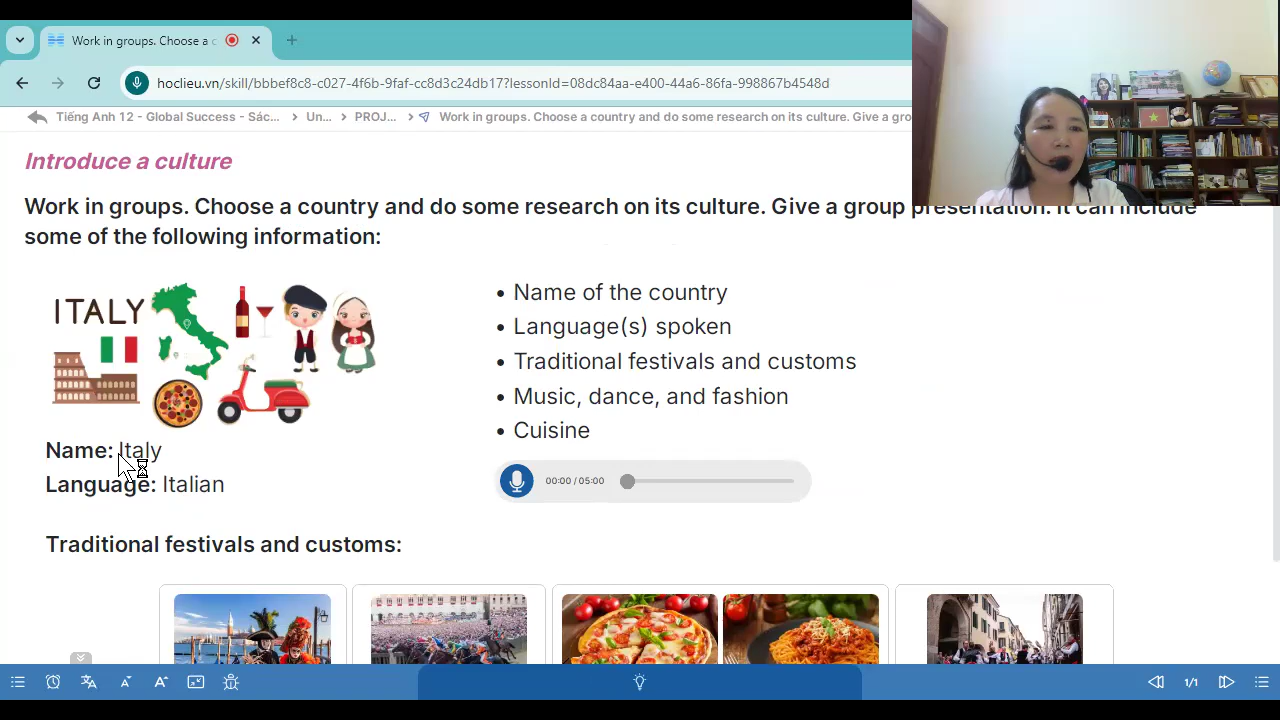 Work in groups. Choose a c
hoclieu.vn/skill/bbbef8c8-c027-4f6b-9faf-cc8d3c24db17?lessonId=08dc84aa-e400-44a6-86fa-998867b4548d
Tiếng Anh 12 - Global Success - Sác... > Un... > PROJ... > Work in groups. Choose a country and do some research on its culture. Give a gro
Introduce a culture
Work in groups. Choose a country and do some research on its culture. Give a group presentation. It can include
some of the following information:
ITALY
• Name of the country
• Language(s) spoken
• Traditional festivals and customs
• Music, dance, and fashion
• Cuisine
00:00 / 05:00
Name: Italy
Language: Italian
Traditional festivals and customs:
1/1